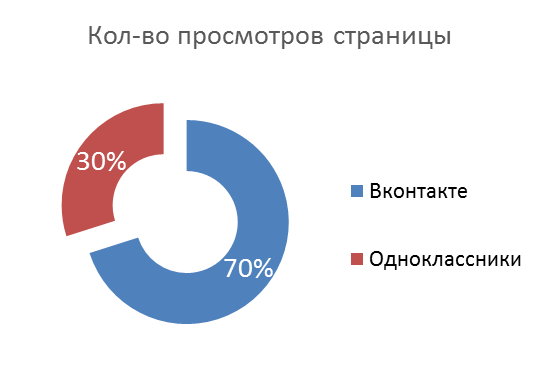 Кол-во просмотров страницы
30%
70%
Вконтакте
Одноклассники